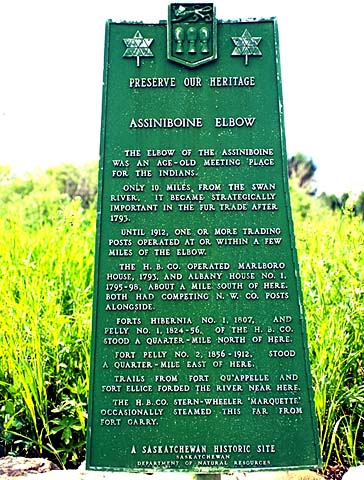 PRESERVE OUR HERITAGE
ASSINIBOINE ELBOW
THE ELBOW OF THE ASSINIBOINE
WAS AN AGE-OLD MEETING PLACE
FOR THE INDIANS.
ONLY 10 MILES FROM THE SWAN
RIVER, IT BECAME STRATEGICALLY
IMPORTANT IN THE FUR TRADE AFTER
1793.
UNTIL 1912, ONE OR MORE TRADING
POSTS OPERATED AT OR WITHIN A FEW
MILES OF THE ELBOW.
THE H.B.CO. OPERATED MARLBORO
HOUSE, 1793, AND ALBANY HOUSE NO. 1,
1795-98, ABOUT A MILE SOUTH OF HERE.
BOTH HAD COMPETING N.W.CO. POSTS
ALONGSIDE.
FORTS HIBERNIA NO. 1, 1807, AND
PELLY NO. 1, 1824-56, OF THE H.B.CO.
STOOD A QUARTER-MILE NORTH OF HERE.
FORT PELLY NO. 2, 1856-1912, STOOD
A QUARTER-MILE EAST OF HERE.
TRAILS FROM FORT QU'APPELLE AND
FORT ELLICE FORDED THE RIVER NEAR HERE.
THE H.B.CO. STERN-WHEELER 'MARQUETTE'
OCCASIONALLY STEAMED THIS FAR FROM
FORT GARRY.
A SASKATCHEWAN HISTORIC SITE
SASKATCHEWAN
DEPARTMENT OF NATURAL RESOURCES